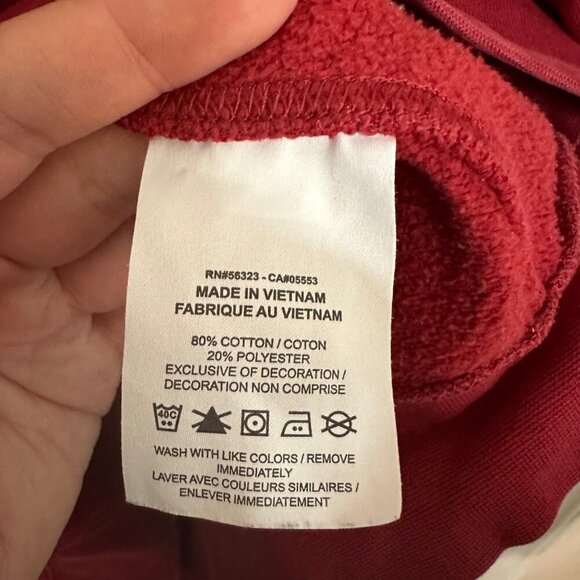 RN#56323 - CA#05553
MADE IN VIETNAM
FABRIQUE AU VIETNAM
80% COTTON / COTON
20% POLYESTER
EXCLUSIVE OF DECORATION /
DECORATION NON COMPRISE
40C
WASH WITH LIKE COLORS / REMOVE
IMMEDIATELY
LAVER AVEC COULEURS SIMILAIRES /
ENLEVER IMMEDIATEMENT